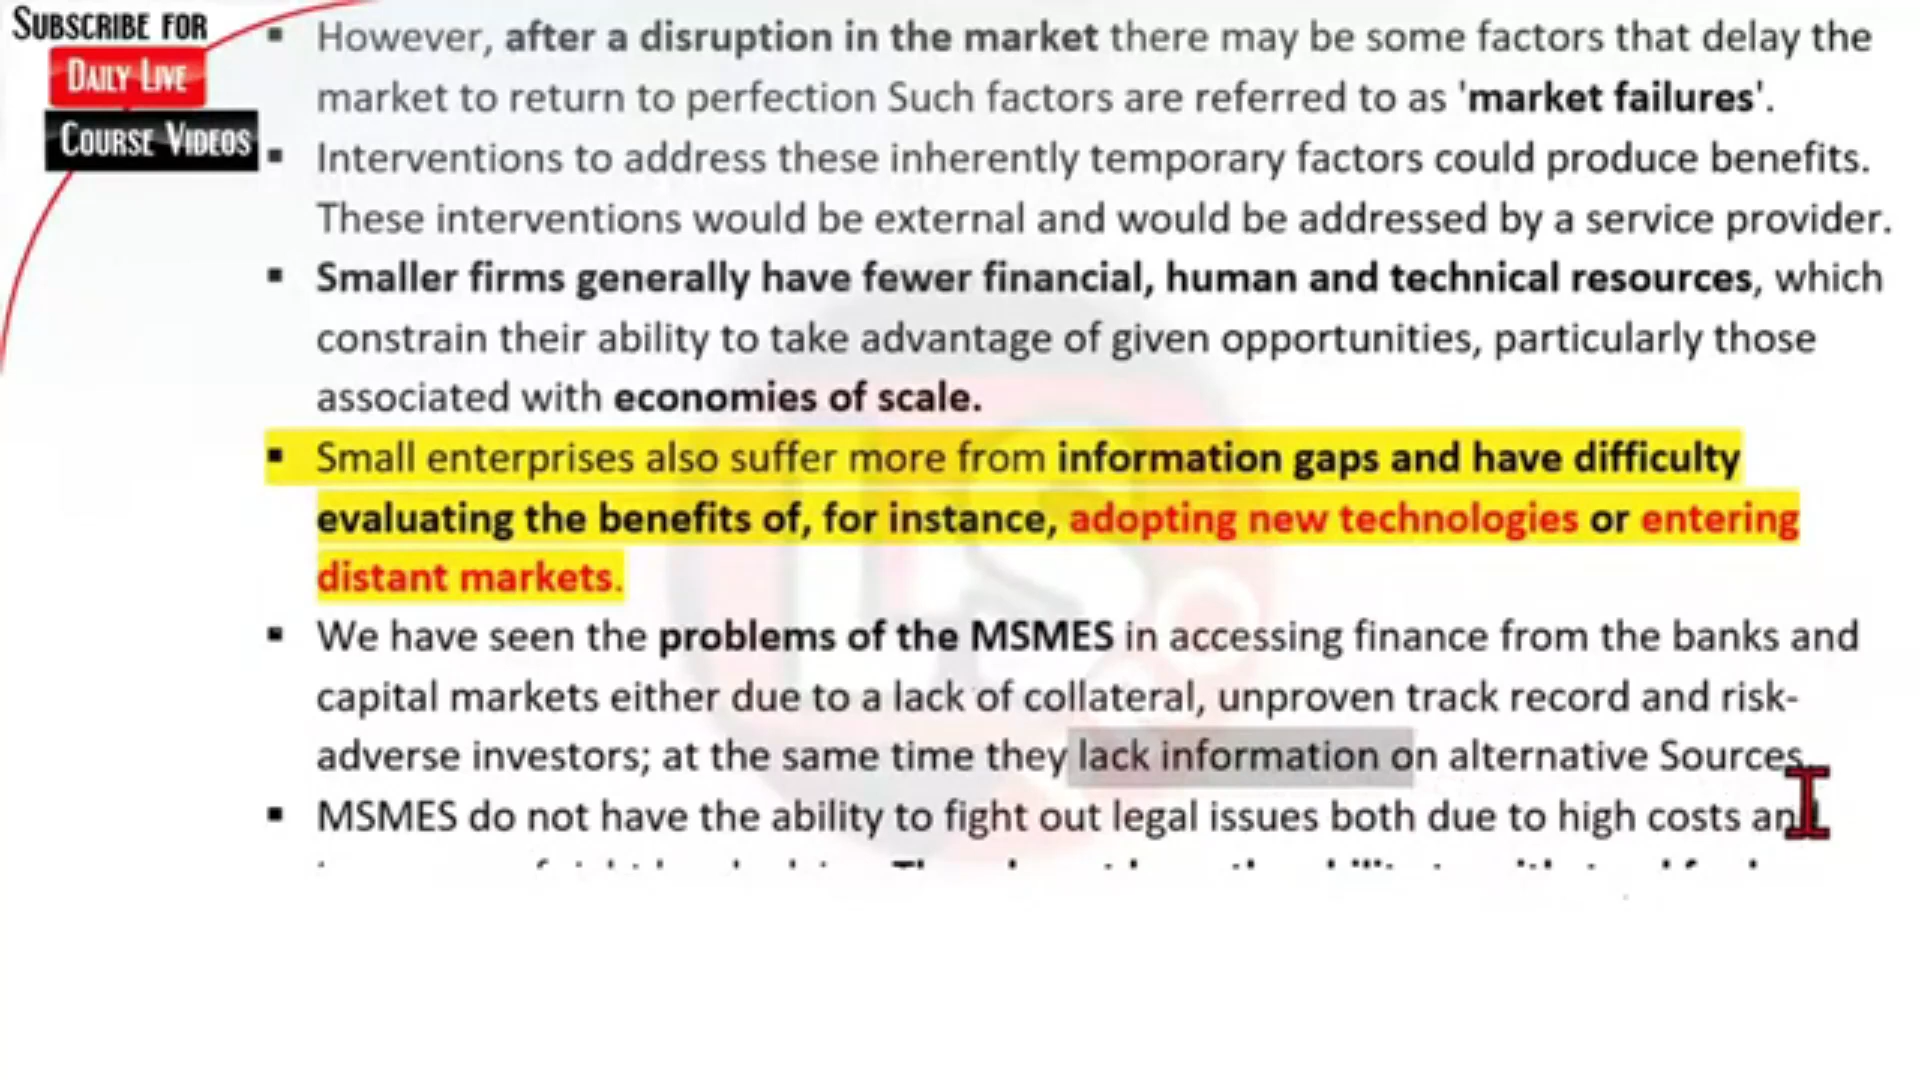 SUBSCRIBE FOR
DAILY LIVE
COURSE VIDEOS
▪ However, after a disruption in the market there may be some factors that delay the
market to return to perfection Such factors are referred to as 'market failures'.
▪ Interventions to address these inherently temporary factors could produce benefits.
These interventions would be external and would be addressed by a service provider.
▪ Smaller firms generally have fewer financial, human and technical resources, which
constrain their ability to take advantage of given opportunities, particularly those
associated with economies of scale.
▪ Small enterprises also suffer more from information gaps and have difficulty
evaluating the benefits of, for instance, adopting new technologies or entering
distant markets.
▪ We have seen the problems of the MSMES in accessing finance from the banks and
capital markets either due to a lack of collateral, unproven track record and risk-
adverse investors; at the same time they lack information on alternative Sources.
▪ MSMES do not have the ability to fight out legal issues both due to high costs and